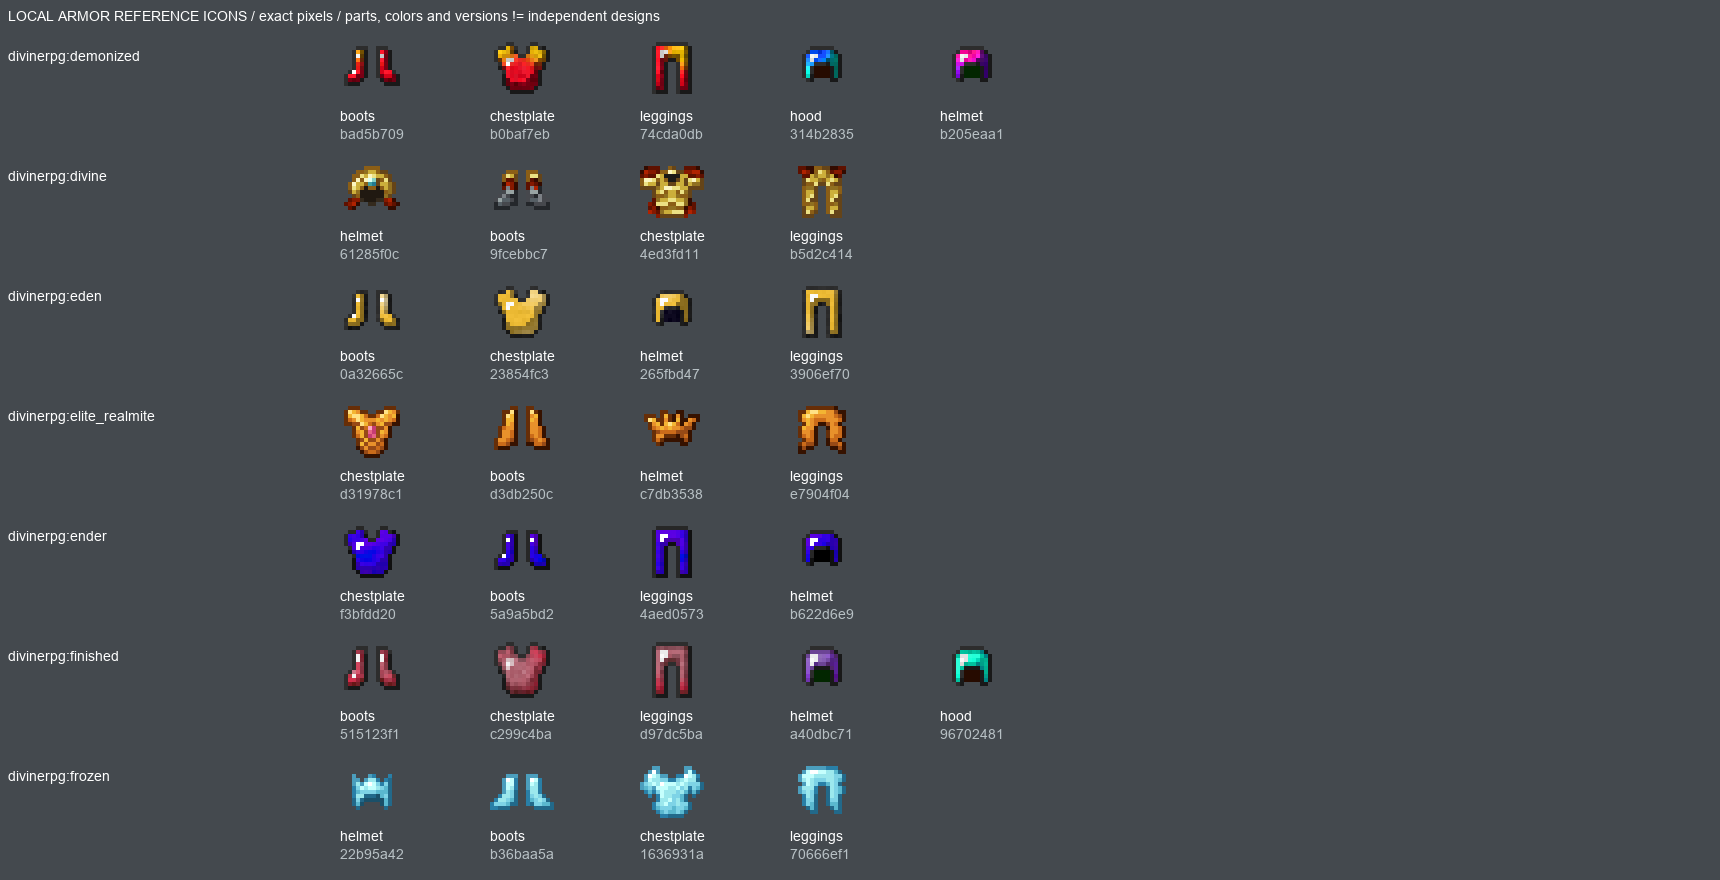 LOCAL ARMOR REFERENCE ICONS / exact pixels / parts, colors and versions != independent designs
divinerpg:demonized
boots chestplate leggings hood helmet
bad5b709 b0baf7eb 74cda0db 314b2835 b205eaa1
divinerpg:divine
helmet boots chestplate leggings
61285f0c 9fcebbc7 4ed3fd11 b5d2c414
divinerpg:eden
boots chestplate helmet leggings
0a32665c 23854fc3 265fbd47 3906ef70
divinerpg:elite_realmite
chestplate boots helmet leggings
d31978c1 d3db250c c7db3538 e7904f04
divinerpg:ender
chestplate boots leggings helmet
f3bfdd20 5a9a5bd2 4aed0573 b622d6e9
divinerpg:finished
boots chestplate leggings helmet hood
515123f1 c299c4ba d97dc5ba a40dbc71 96702481
divinerpg:frozen
helmet boots chestplate leggings
22b95a42 b36baa5a 1636931a 70666ef1